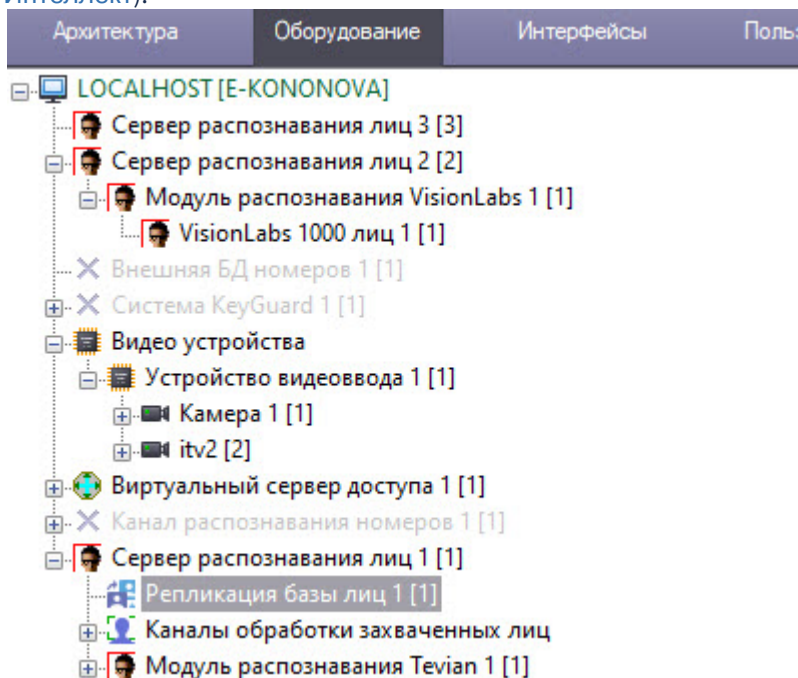 Интеллект).
Архитектура Оборудование Интерфейсы Поль
LOCALHOST [E-KONONOVA]
Сервер распознавания лиц 3 [3]
Сервер распознавания лиц 2 [2]
Модуль распознавания VisionLabs 1 [1]
VisionLabs 1000 лиц 1 [1]
Внешняя БД номеров 1 [1]
Система KeyGuard 1 [1]
Видео устройства
Устройство видеоввода 1 [1]
Камера 1 [1]
itv2 [2]
Виртуальный сервер доступа 1 [1]
Канал распознавания номеров 1 [1]
Сервер распознавания лиц 1 [1]
Репликация базы лиц 1 [1]
Каналы обработки захваченных лиц
Модуль распознавания Tevian 1 [1]